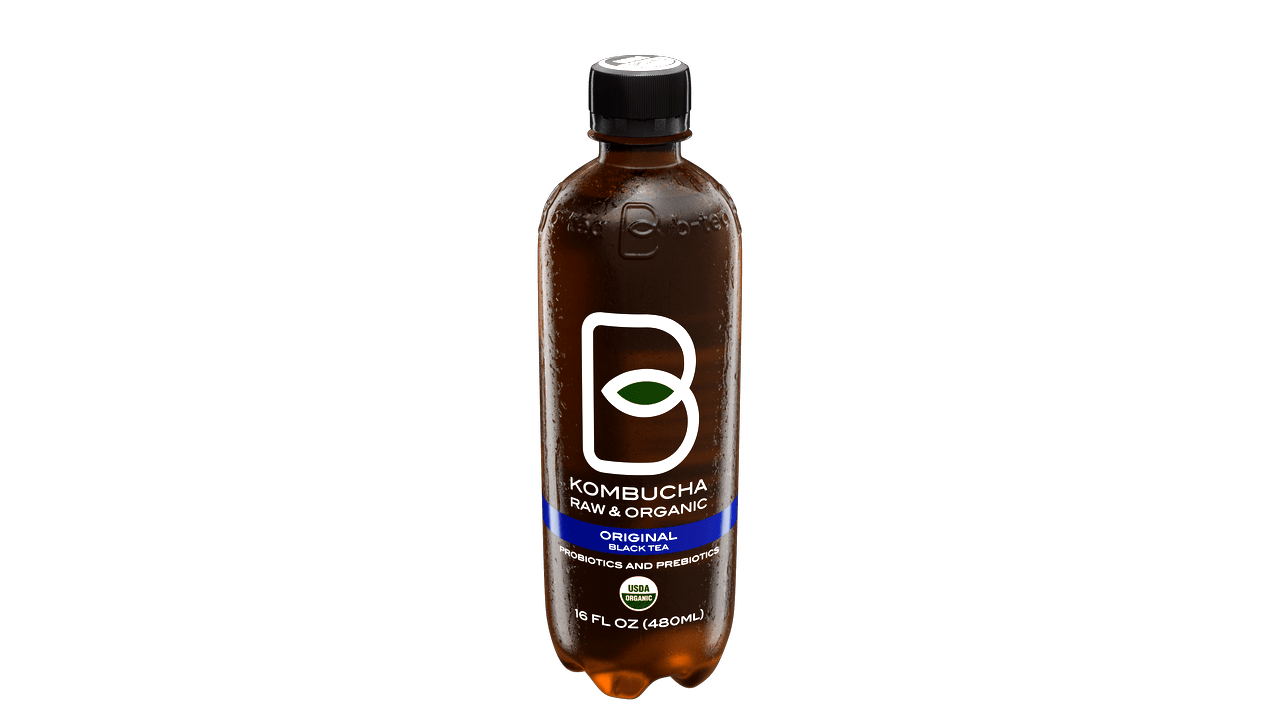 B
KOMBUCHA
RAW & ORGANIC
ORIGINAL
BLACK TEA
PROBIOTICS AND PREBIOTICS
USDA
ORGANIC
16 FL OZ (480ML)